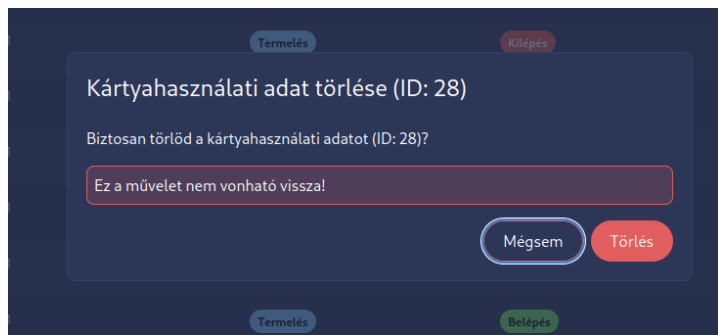 Termelés Kilépés
Kártyahasználati adat törlése (ID: 28)
Biztosan törlöd a kártyahasználati adatot (ID: 28)?
Ez a művelet nem vonható vissza!
Mégsem Törlés
Termelés Belépés